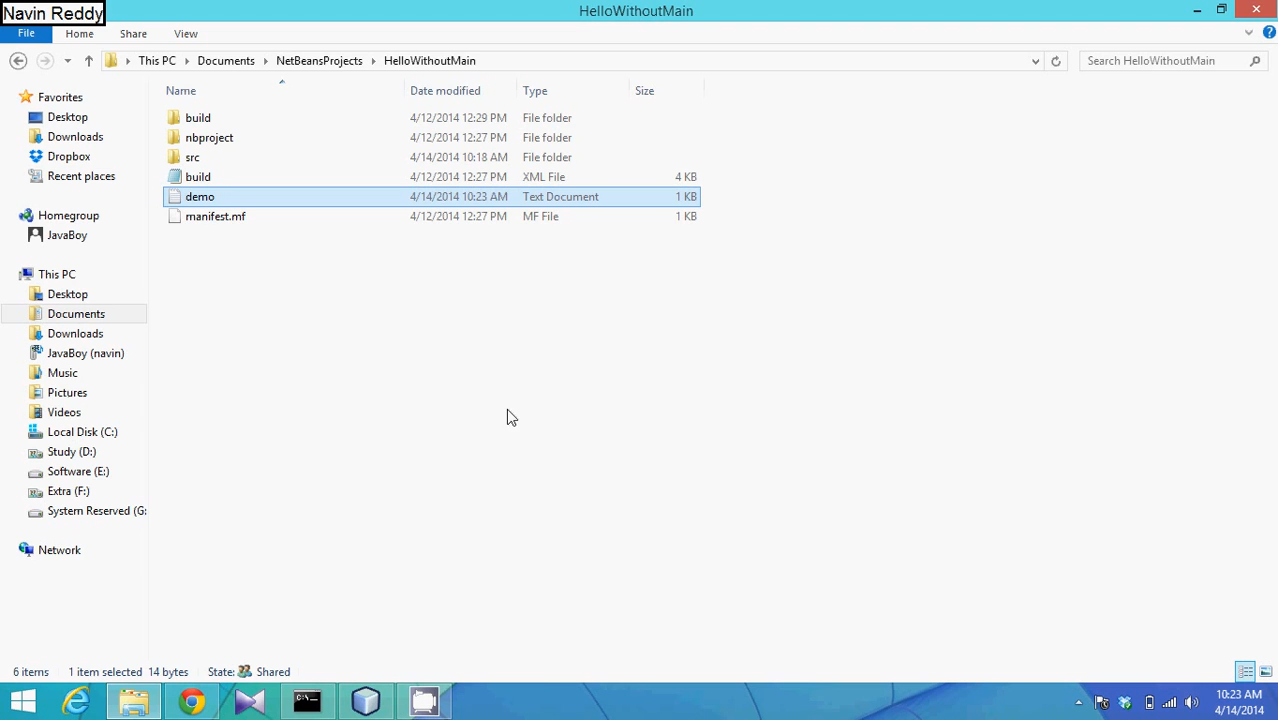 Navin Reddy
HelloWithoutMain
File Home Share View
This PC Documents NetBeansProjects HelloWithoutMain
Search HelloWithoutMain
Name Date modified Type Size
build 4/12/2014 12:29 PM File folder
nbproject 4/12/2014 12:27 PM File folder
src 4/14/2014 10:18 AM File folder
build 4/12/2014 12:27 PM XML File 4 KB
demo 4/14/2014 10:23 AM Text Document 1 KB
manifest.mf 4/12/2014 12:27 PM MF File 1 KB
Favorites
Desktop
Downloads
Dropbox
Recent places
Homegroup
JavaBoy
This PC
Desktop
Documents
Downloads
JavaBoy (navin)
Music
Pictures
Videos
Local Disk (C:)
Study (D:)
Software (E:)
Extra (F:)
System Reserved (G:
Network
6 items 1 item selected 14 bytes State: Shared
C:\
10:23 AM
4/14/2014